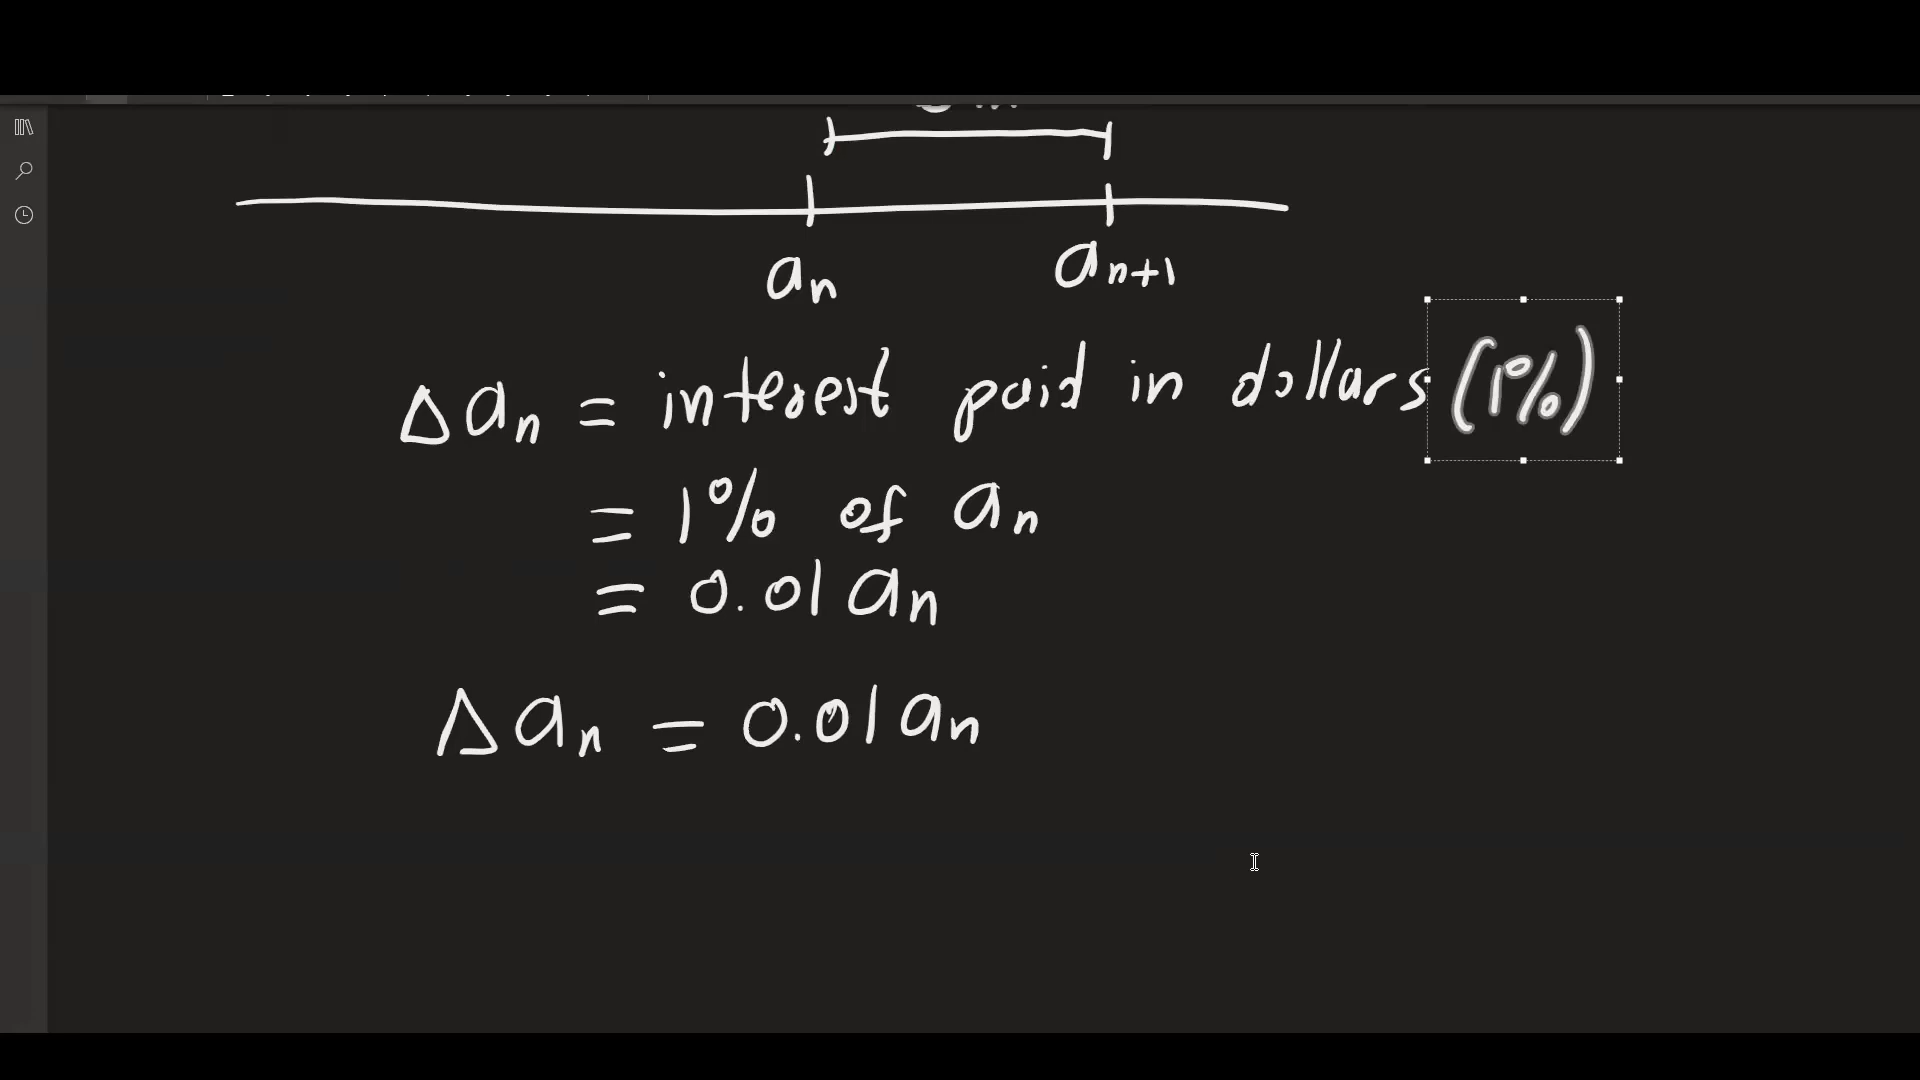 aₙ aₙ₊₁
Δaₙ = interest paid in dollars (1%)
= 1% of aₙ
= 0.01 aₙ
Δaₙ = 0.01 aₙ